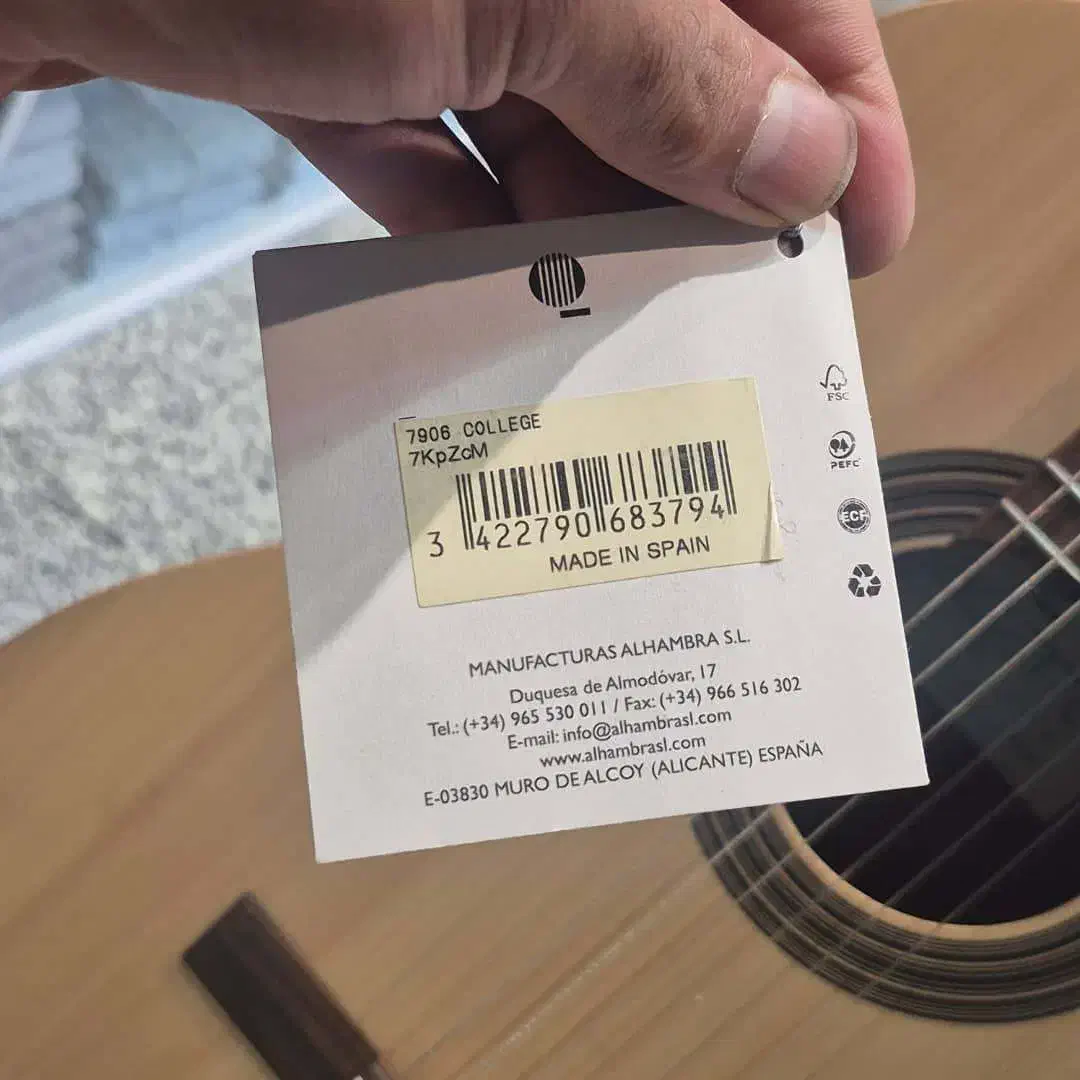 7906 COLLEGE
7KpZcM
3 422790 683794
MADE IN SPAIN
FSC
PEFC
ECF
MANUFACTURAS ALHAMBRA S.L.
Duquesa de Almodóvar, 17
Tel.: (+34) 965 530 011 / Fax: (+34) 966 516 302
E-mail: info@alhambrasl.com
www.alhambrasl.com
E-03830 MURO DE ALCOY (ALICANTE) ESPAÑA